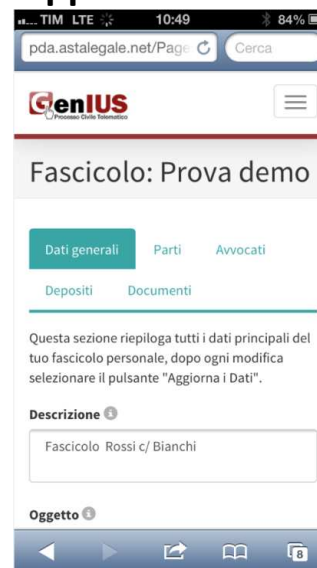 TIM LTE 10:49 84%
pda.astalegale.net/Page Cerca
GenIUS
Processo Civile Telematico
Fascicolo: Prova demo
Dati generali Parti Avvocati
Depositi Documenti
Questa sezione riepiloga tutti i dati principali del
tuo fascicolo personale, dopo ogni modifica
selezionare il pulsante "Aggiorna i Dati".
Descrizione
Fascicolo Rossi c/ Bianchi
Oggetto
8